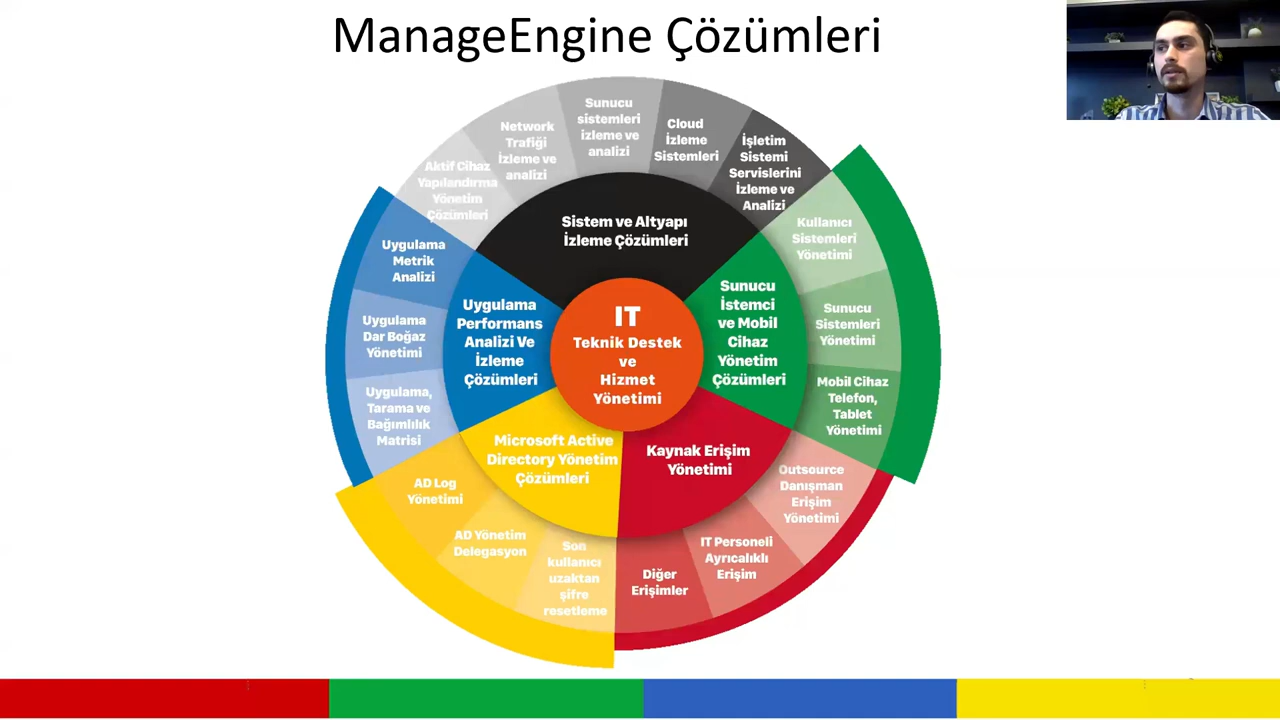 ManageEngine Çözümleri
Sunucu
sistemleri
izleme ve
analizi
Cloud
İzleme
Sistemleri
İşletim
Sistemi
Servislerini
İzleme ve
Analizi
Network
Trafiği
İzleme ve
analizi
Aktif Cihaz
Yapılandırma
Yönetim
Çözümleri
Sistem ve Altyapı
İzleme Çözümleri
Kullanıcı
Sistemleri
Yönetimi
Sunucu
Sistemleri
Yönetimi
Mobil Cihaz
Telefon,
Tablet
Yönetimi
Sunucu
İstemci
ve Mobil
Cihaz
Yönetim
Çözümleri
IT
Teknik Destek
ve
Hizmet
Yönetimi
Uygulama
Performans
Analizi Ve
İzleme
Çözümleri
Uygulama
Metrik
Analizi
Uygulama
Dar Boğaz
Yönetimi
Uygulama,
Tarama ve
Bağımlılık
Matrisi
Microsoft Active
Directory Yönetim
Çözümleri
AD Log
Yönetimi
AD Yönetim
Delegasyon
Son
kullanıcı
uzaktan
şifre
resetleme
Kaynak Erişim
Yönetimi
Outsource
Danışman
Erişim
Yönetimi
IT Personeli
Ayrıcalıklı
Erişim
Diğer
Erişimler